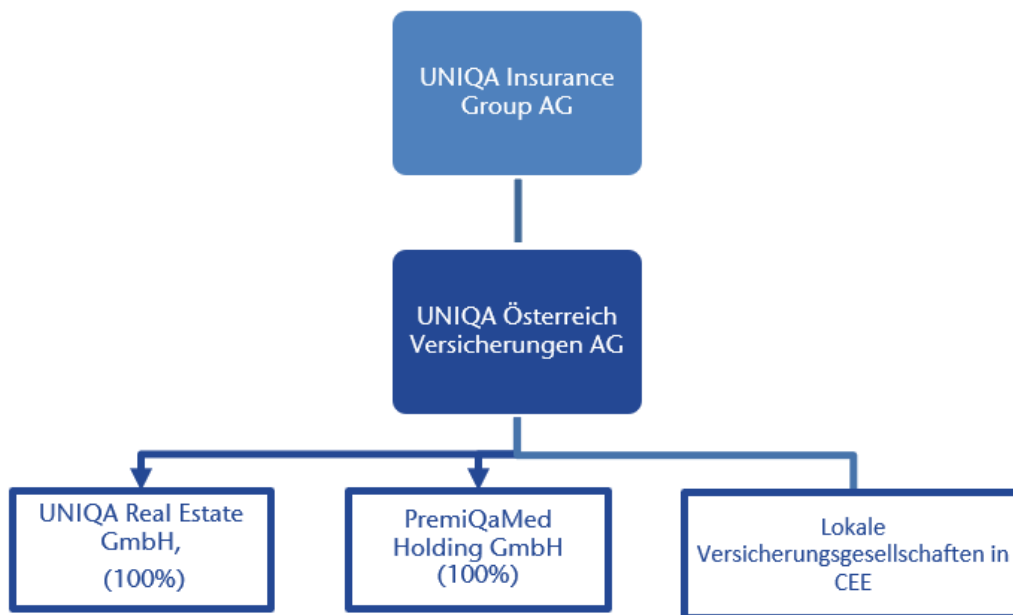 UNIQA Insurance
Group AG
UNIQA Österreich
Versicherungen AG
UNIQA Real Estate
GmbH,
(100%)
PremiQaMed
Holding GmbH
(100%)
Lokale
Versicherungsgesellschaften in
CEE